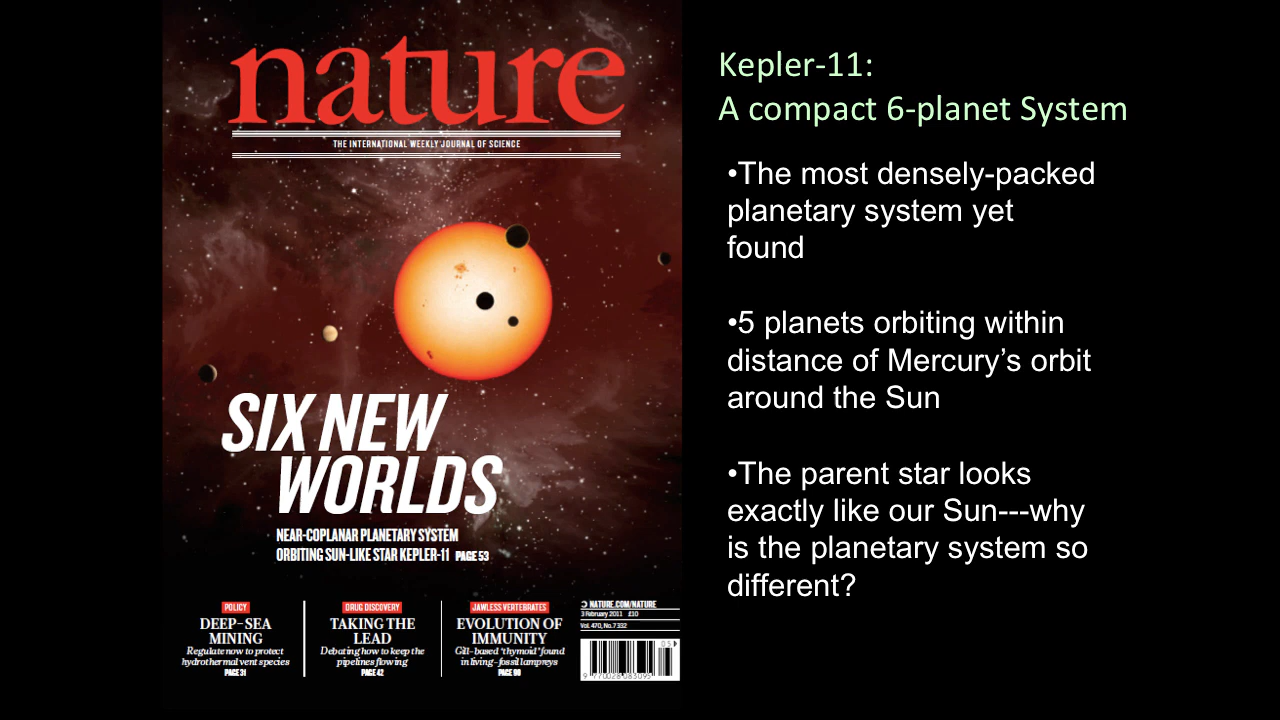 nature
THE INTERNATIONAL WEEKLY JOURNAL OF SCIENCE
SIX NEW
WORLDS
NEAR-COPLANAR PLANETARY SYSTEM
ORBITING SUN-LIKE STAR KEPLER-11 PAGE 53
POLICY
DEEP-SEA
MINING
Regulate now to protect
hydrothermal vent species
PAGE 31
DRUG DISCOVERY
TAKING THE
LEAD
Debating how to keep the
pipelines flowing
PAGE 42
JAWLESS VERTEBRATES
EVOLUTION OF
IMMUNITY
Gill-based 'thymoid' found
in living-fossil lampreys
PAGE 90
NATURE.COM/NATURE
3 February 2011 £10
Vol. 470, No. 7332
05
9 770028 083095
Kepler-11:
A compact 6-planet System
•The most densely-packed
planetary system yet
found
•5 planets orbiting within
distance of Mercury’s orbit
around the Sun
•The parent star looks
exactly like our Sun---why
is the planetary system so
different?